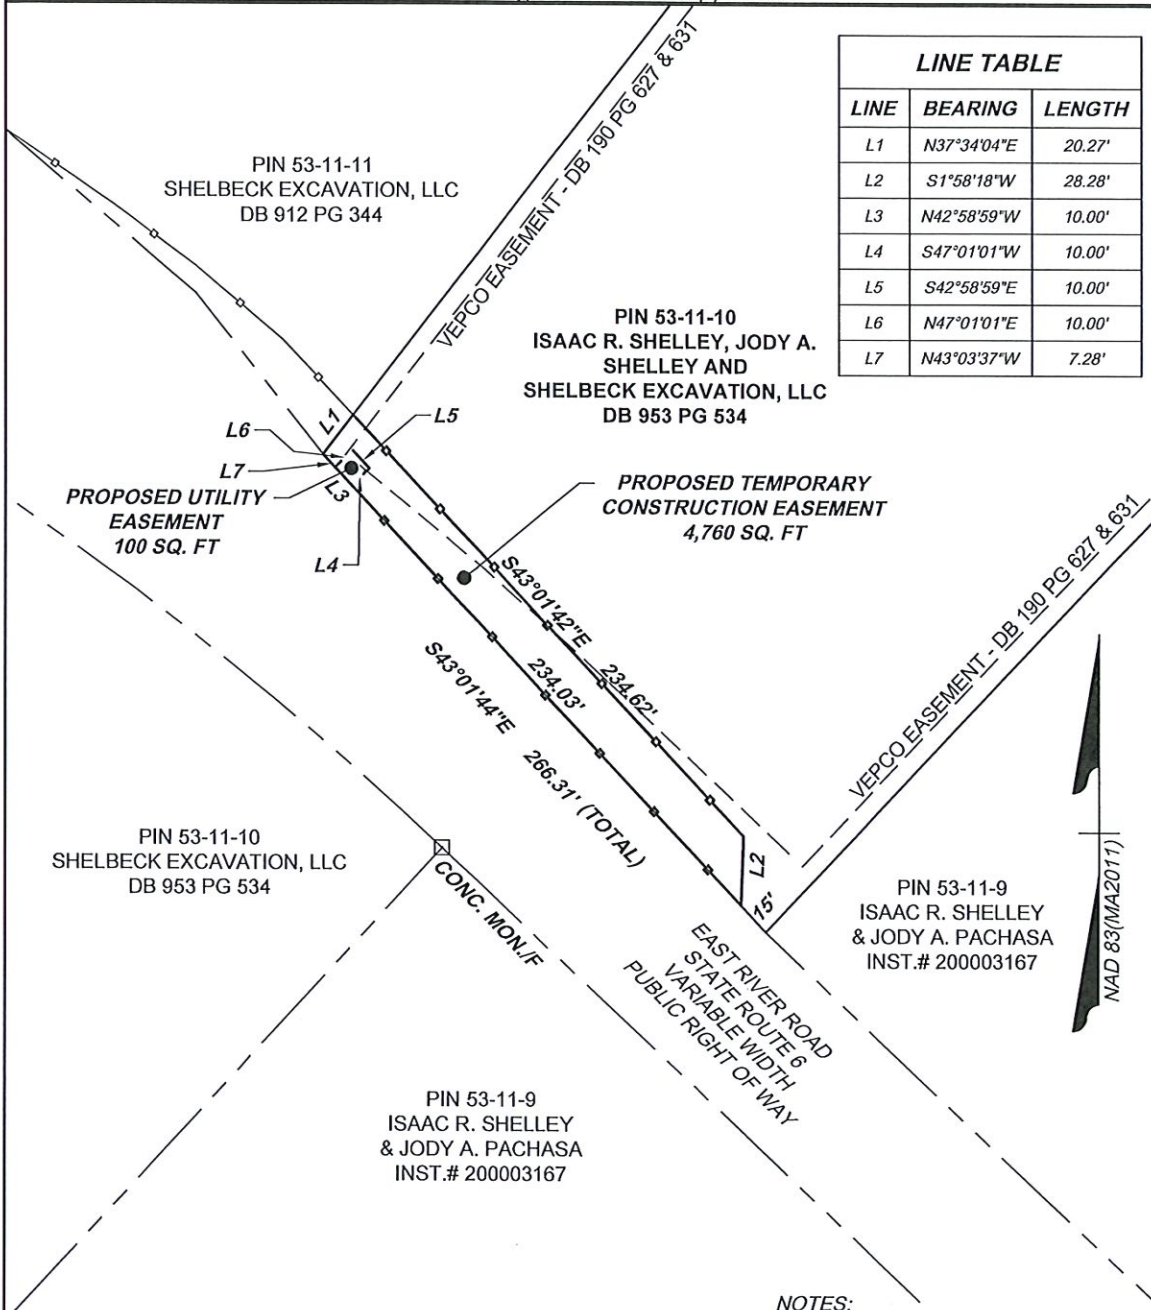 LINE TABLE
LINE BEARING LENGTH
L1 N37°34'04"E 20.27'
L2 S1°58'18"W 28.28'
L3 N42°58'59"W 10.00'
L4 S47°01'01"W 10.00'
L5 S42°58'59"E 10.00'
L6 N47°01'01"E 10.00'
L7 N43°03'37"W 7.28'
PIN 53-11-11
SHELBECK EXCAVATION, LLC
DB 912 PG 344
VEPCO EASEMENT - DB 190 PG 627 & 631
PIN 53-11-10
ISAAC R. SHELLEY, JODY A.
SHELLEY AND
SHELBECK EXCAVATION, LLC
DB 953 PG 534
L1
L5
L6
L7
L3
L4
PROPOSED UTILITY
EASEMENT
100 SQ. FT
PROPOSED TEMPORARY
CONSTRUCTION EASEMENT
4,760 SQ. FT
S43°01'42"E 234.62'
234.03'
S43°01'44"E 266.31' (TOTAL)
VEPCO EASEMENT - DB 190 PG 627 & 631
L2
15'
NAD 83(MA2011)
PIN 53-11-10
SHELBECK EXCAVATION, LLC
DB 953 PG 534
CONC. MON./F
PIN 53-11-9
ISAAC R. SHELLEY
& JODY A. PACHASA
INST.# 200003167
EAST RIVER ROAD
STATE ROUTE 6
VARIABLE WIDTH
PUBLIC RIGHT OF WAY
PIN 53-11-9
ISAAC R. SHELLEY
& JODY A. PACHASA
INST.# 200003167
NOTES: